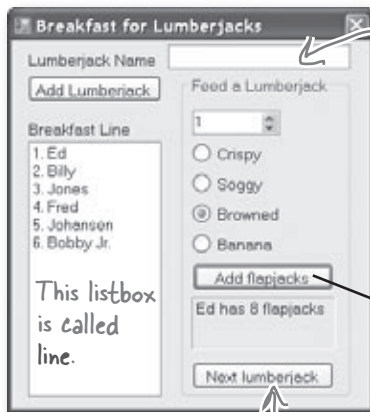 Breakfast for Lumberjacks
Lumberjack Name
Add Lumberjack
Breakfast Line
1. Ed
2. Billy
3. Jones
4. Fred
5. Johansen
6. Bobby Jr.
This listbox
is called
line.
Feed a Lumberjack
1
Crispy
Soggy
Browned
Banana
Add flapjacks
Ed has 8 flapjacks
Next lumberjack